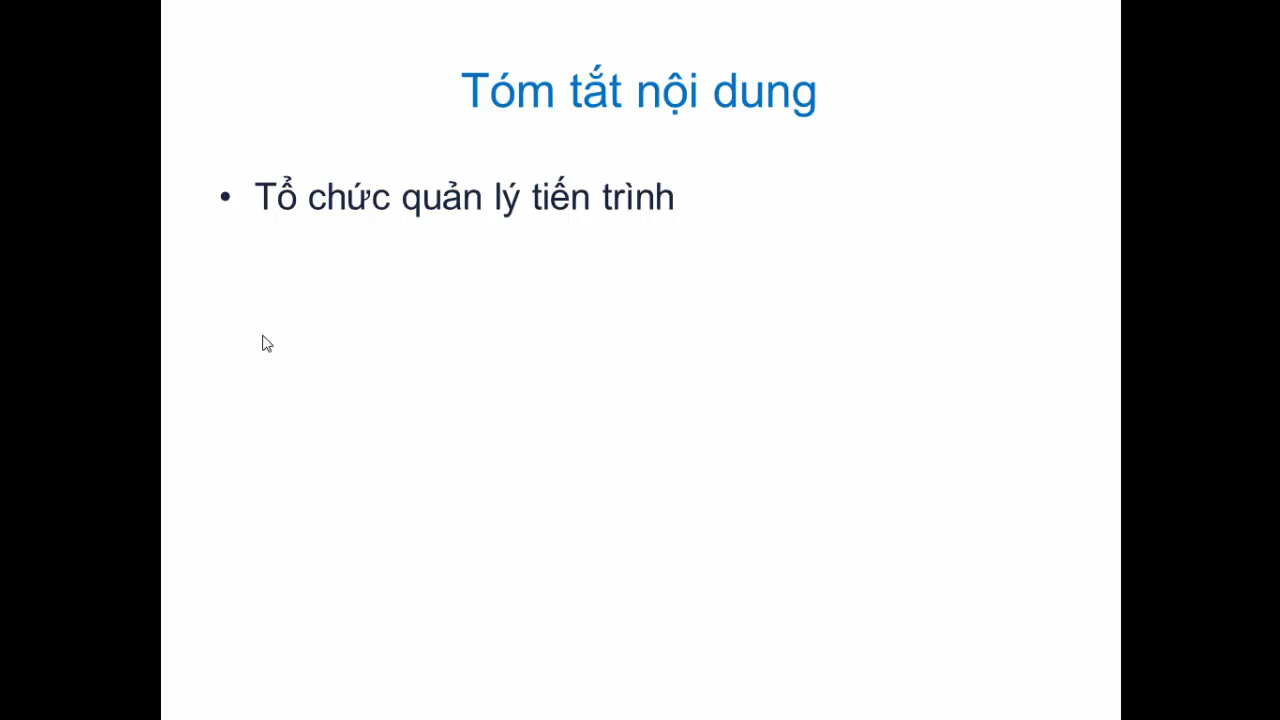 Tóm tắt nội dung
• Tổ chức quản lý tiến trình